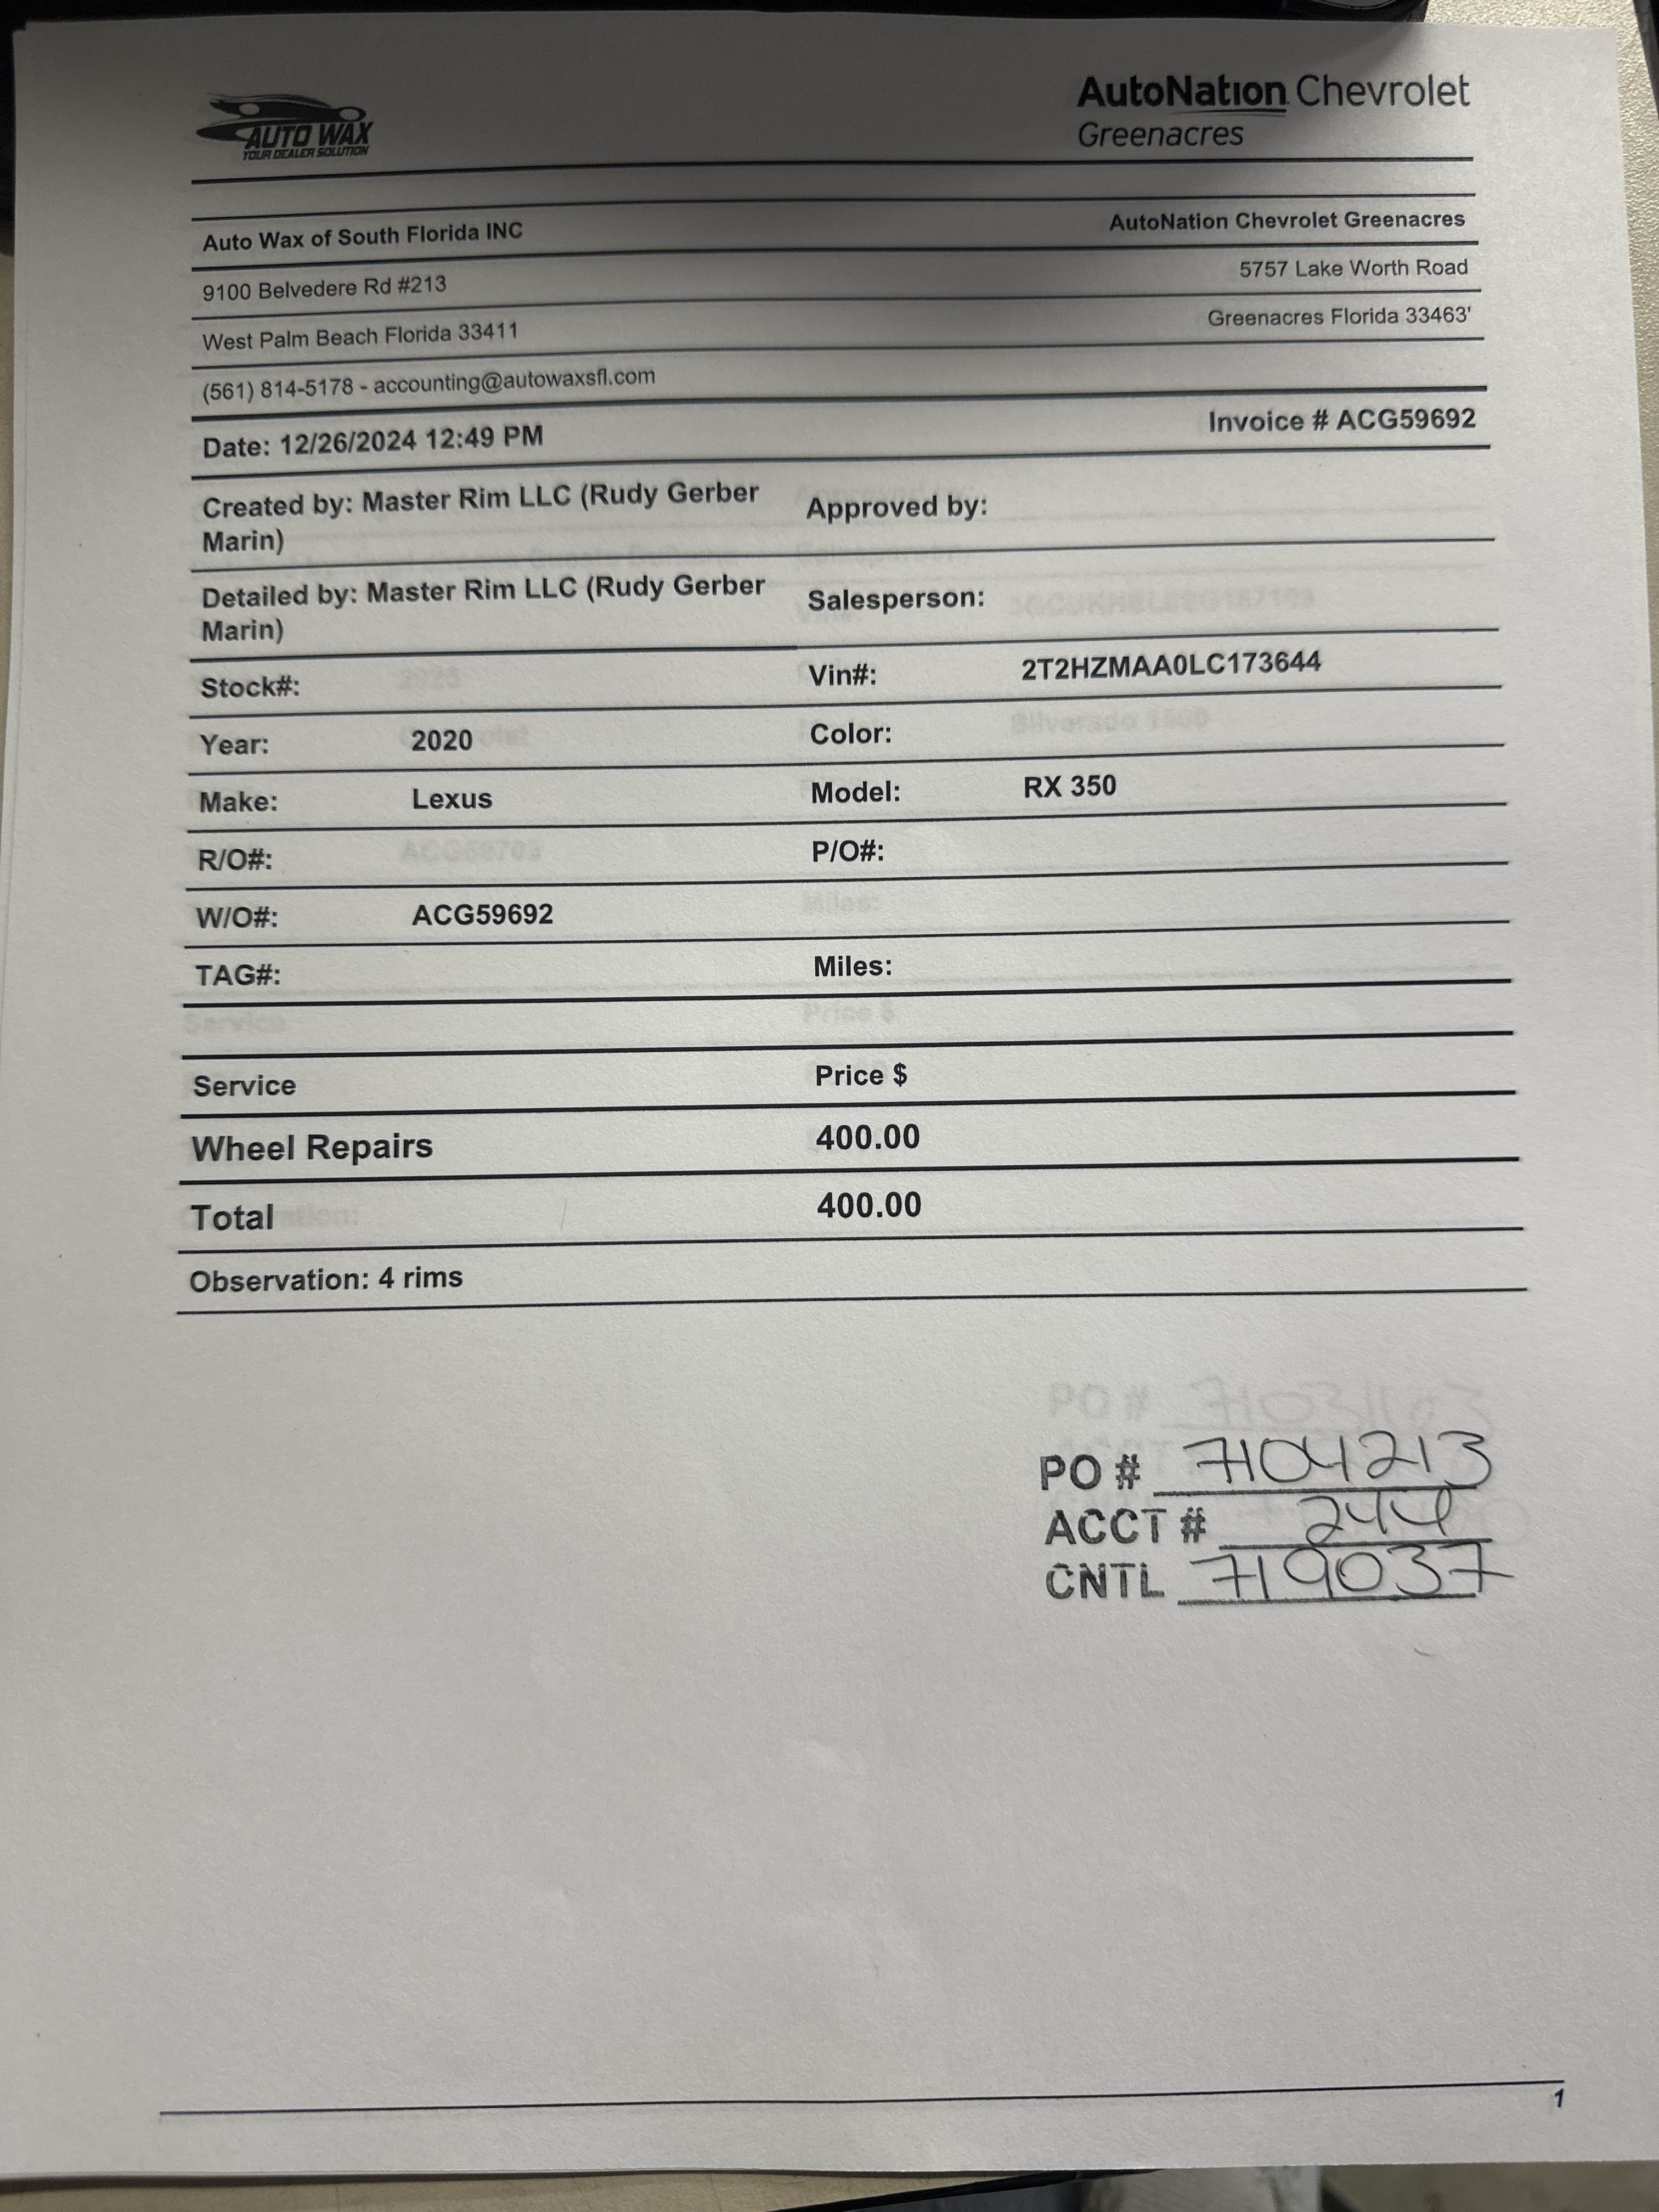 AUTO WAX
YOUR DEALER SOLUTION
AutoNation Chevrolet
Greenacres
Auto Wax of South Florida INC
AutoNation Chevrolet Greenacres
9100 Belvedere Rd #213
5757 Lake Worth Road
West Palm Beach Florida 33411
Greenacres Florida 33463'
(561) 814-5178 - accounting@autowaxsfl.com
Date: 12/26/2024 12:49 PM
Invoice # ACG59692
Created by: Master Rim LLC (Rudy Gerber
Marin)
Approved by:
Detailed by: Master Rim LLC (Rudy Gerber
Marin)
Salesperson:
Stock#:
Vin#: 2T2HZMAA0LC173644
Year: 2020
Color:
Make: Lexus
Model: RX 350
R/O#:
P/O#:
W/O#: ACG59692
TAG#:
Miles:
Service Price $
Wheel Repairs 400.00
Total 400.00
Observation: 4 rims
PO # 7104213
ACCT # 244
CNTL 719037
1